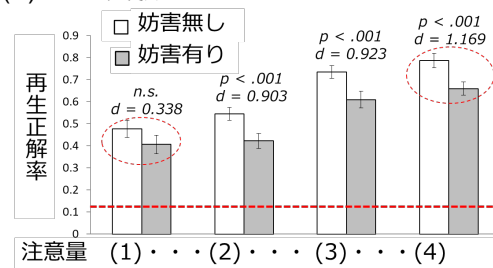 妨害無し
妨害有り
再生正解率
0.9
0.8
0.7
0.6
0.5
0.4
0.3
0.2
0.1
0
n.s.
d = 0.338
p < .001
d = 0.903
p < .001
d = 0.923
p < .001
d = 1.169
注意量 (1)・・・(2)・・・(3)・・・(4)